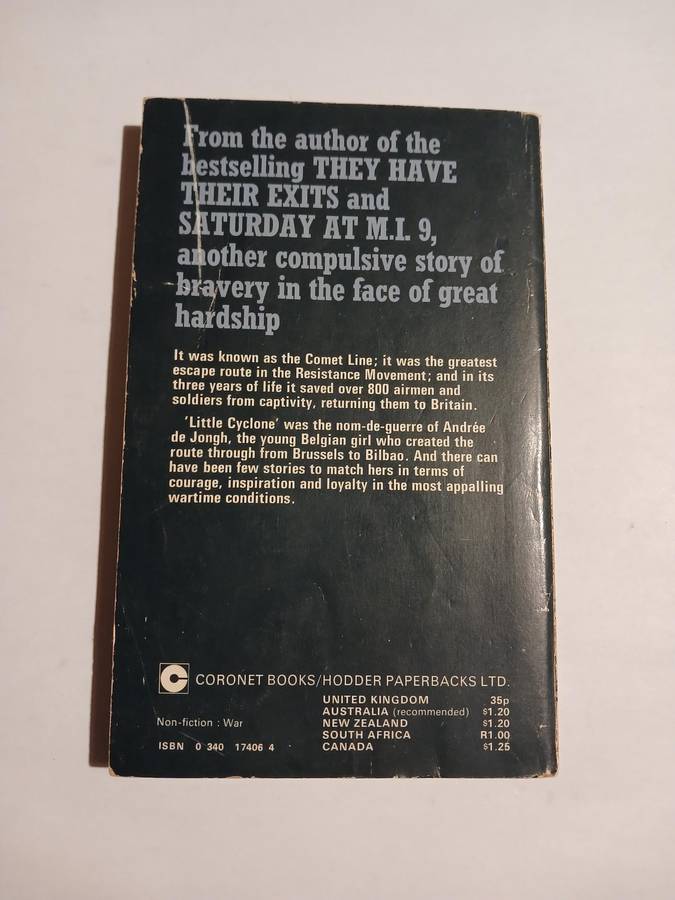 From the author of the
bestselling THEY HAVE
THEIR EXITS and
SATURDAY AT M.I. 9,
another compulsive story of
bravery in the face of great
hardship
It was known as the Comet Line; it was the greatest
escape route in the Resistance Movement; and in its
three years of life it saved over 800 airmen and
soldiers from captivity, returning them to Britain.
'Little Cyclone' was the nom-de-guerre of Andrée
de Jongh, the young Belgian girl who created the
route through from Brussels to Bilbao. And there can
have been few stories to match hers in terms of
courage, inspiration and loyalty in the most appalling
wartime conditions.
C CORONET BOOKS/HODDER PAPERBACKS LTD.
UNITED KINGDOM 35p
AUSTRALIA (recommended) $1.20
Non-fiction : War NEW ZEALAND $1.20
SOUTH AFRICA R1.00
ISBN 0 340 17406 4 CANADA $1.25